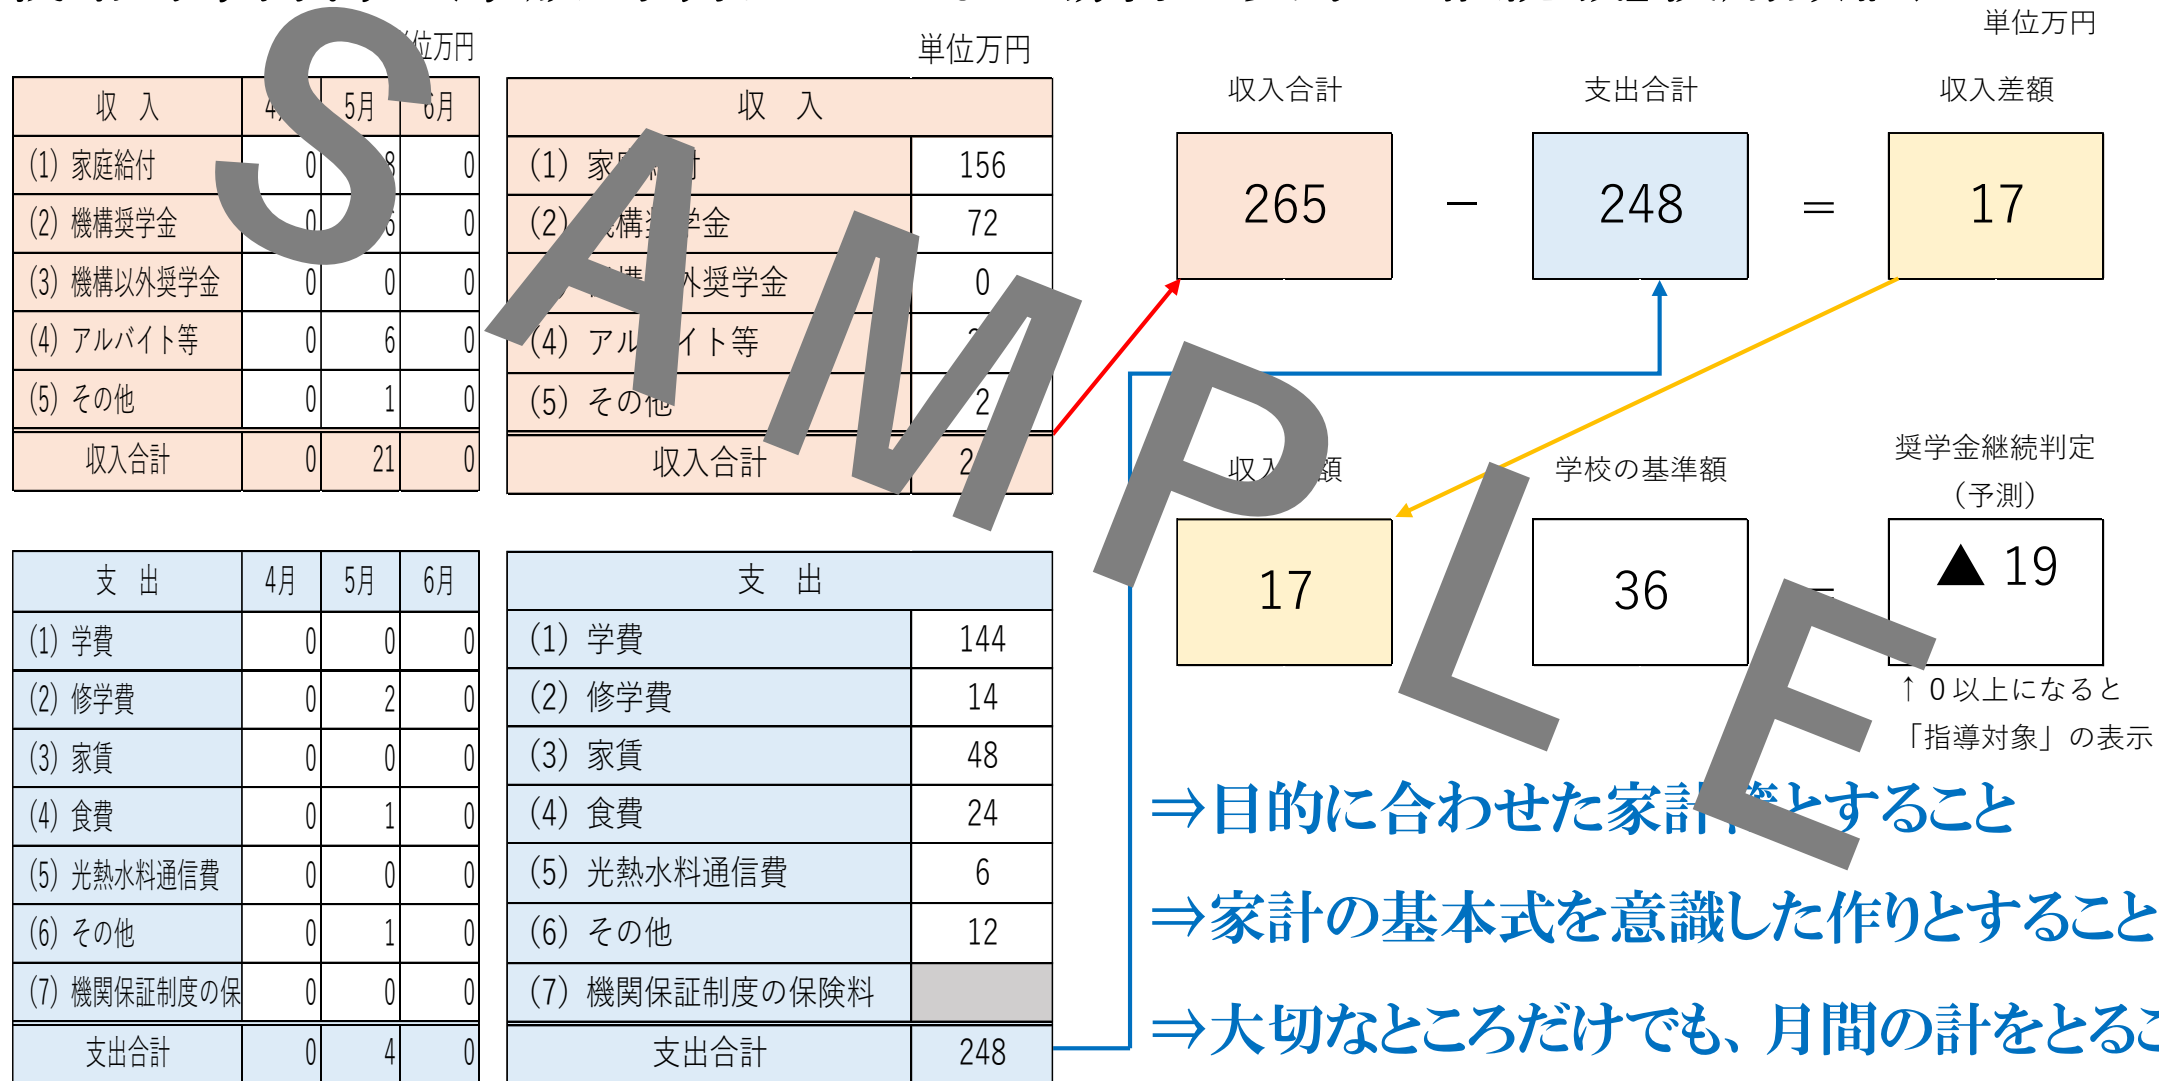 単位万円
位万円
単位万円
収 入 5月 6月
(1) 家庭給付 0 8 0
(2) 機構奨学金 0 6 0
(3) 機構以外奨学金 0 0 0
(4) アルバイト等 0 6 0
(5) その他 0 1 0
収入合計 0 21 0
収 入
(1) 156
(2) 72
外奨学金 0
(4) アル イト等
(5) その他 2
収入合計 2
収入合計 支出合計 収入差額
265 − 248 = 17
収入 額 学校の基準額 奨学金継続判定
(予測)
17 36 ▲ 19
↑０以上になると
「指導対象」の表示
支 出 4月 5月 6月
(1) 学費 0 0 0
(2) 修学費 0 2 0
(3) 家賃 0 0 0
(4) 食費 0 1 0
(5) 光熱水料通信費 0 0 0
(6) その他 0 1 0
(7) 機関保証制度の保 0 0 0
支出合計 0 4 0
支 出
(1) 学費 144
(2) 修学費 14
(3) 家賃 48
(4) 食費 24
(5) 光熱水料通信費 6
(6) その他 12
(7) 機関保証制度の保険料
支出合計 248
⇒目的に合わせた家計簿とすること
⇒家計の基本式を意識した作りとすること
⇒大切なところだけでも、月間の計をとるこ
SAMPLE